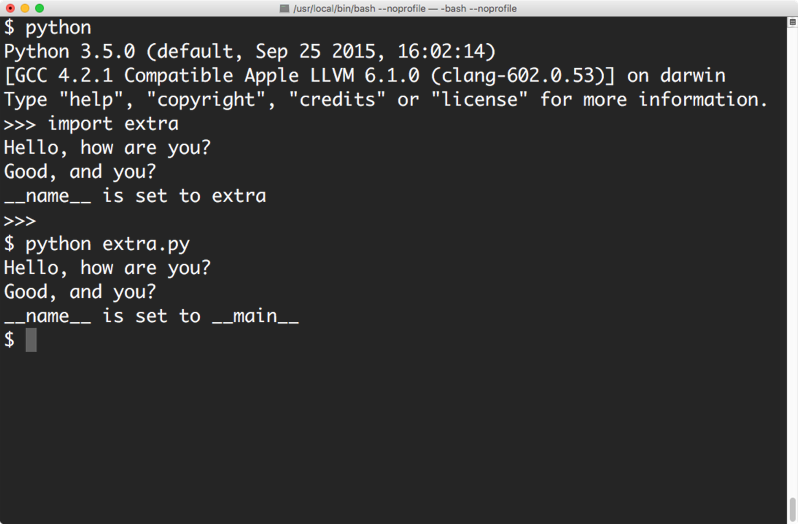 /usr/local/bin/bash --noprofile — -bash --noprofile
$ python
Python 3.5.0 (default, Sep 25 2015, 16:02:14)
[GCC 4.2.1 Compatible Apple LLVM 6.1.0 (clang-602.0.53)] on darwin
Type "help", "copyright", "credits" or "license" for more information.
>>> import extra
Hello, how are you?
Good, and you?
__name__ is set to extra
>>>
$ python extra.py
Hello, how are you?
Good, and you?
__name__ is set to __main__
$